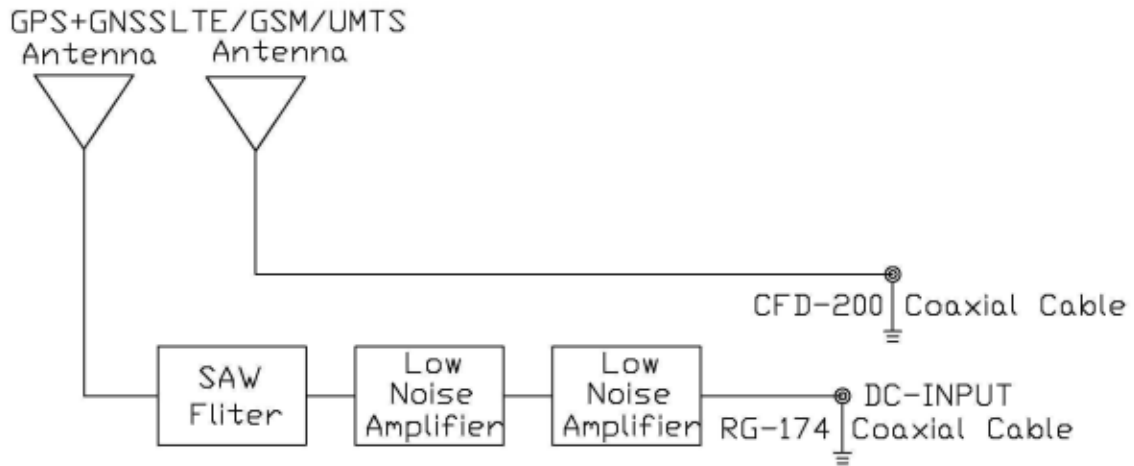 GPS+GNSSLTE/GSM/UMTS
Antenna Antenna
CFD-200 Coaxial Cable
SAW
Fliter
Low
Noise
Amplifier
Low
Noise
Amplifier
DC-INPUT
RG-174 Coaxial Cable